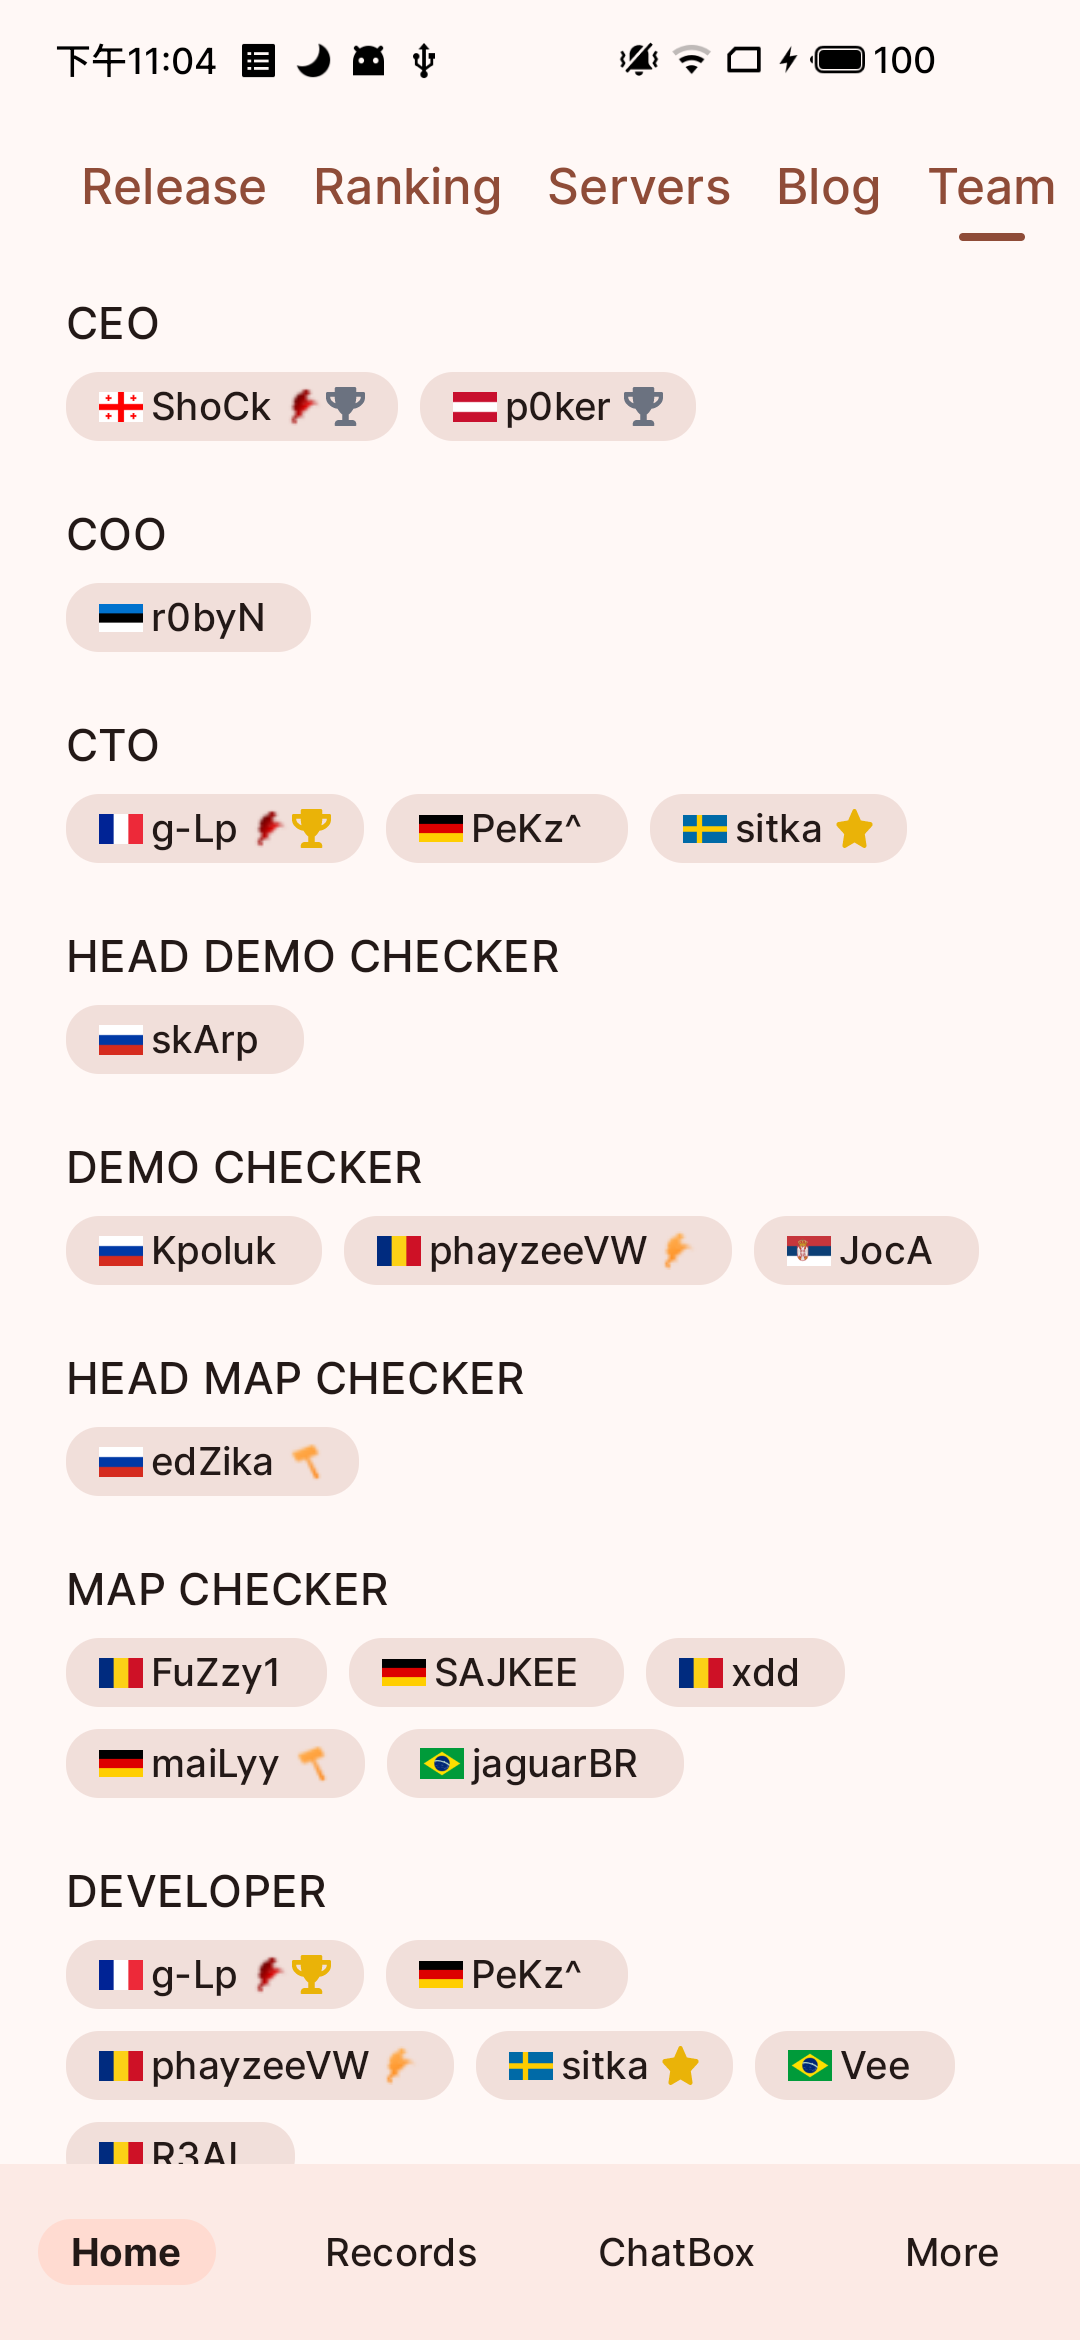 下午11:04 100
Release Ranking Servers Blog Team
CEO
ShoCk p0ker
COO
r0byN
CTO
g-Lp PeKz^ sitka
HEAD DEMO CHECKER
skArp
DEMO CHECKER
Kpoluk phayzeeVW JocA
HEAD MAP CHECKER
edZika
MAP CHECKER
FuZzy1 SAJKEE xdd
maiLyy jaguarBR
DEVELOPER
g-Lp PeKz^
phayzeeVW sitka Vee
Home Records ChatBox More